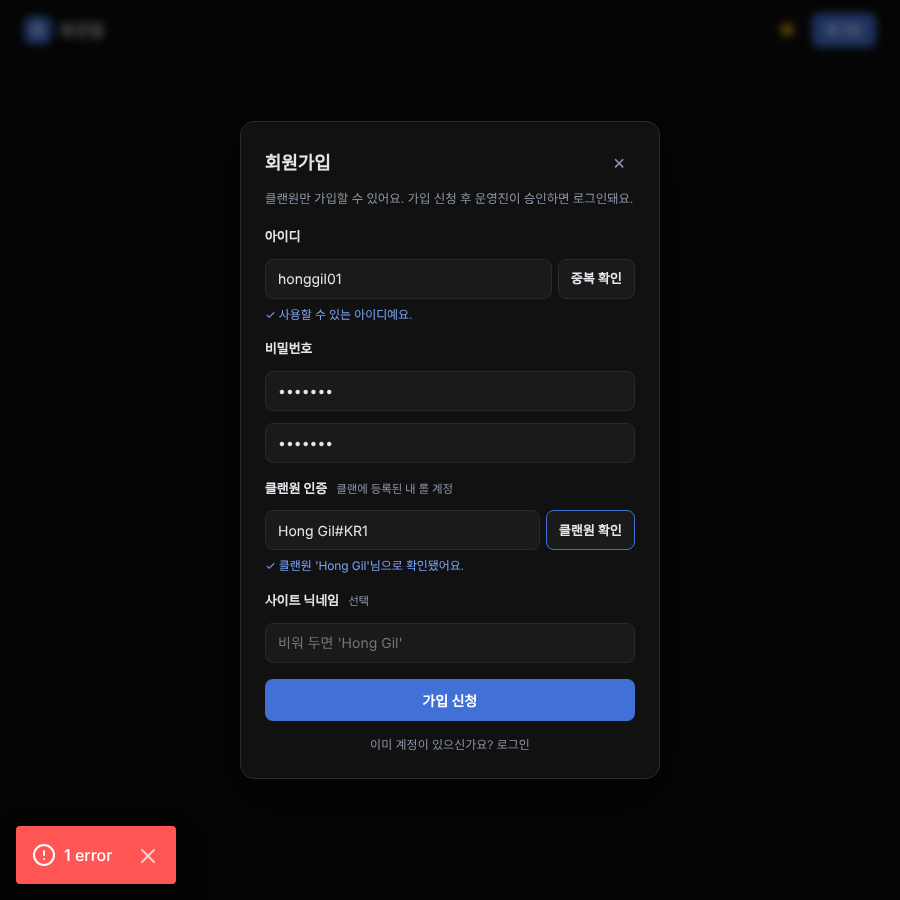 회원가입
×
클랜원만 가입할 수 있어요. 가입 신청 후 운영진이 승인하면 로그인돼요.
아이디
honggil01
중복 확인
✓ 사용할 수 있는 아이디예요.
비밀번호
•••••••
•••••••
클랜원 인증 클랜에 등록된 내 롤 계정
Hong Gil#KR1
클랜원 확인
✓ 클랜원 'Hong Gil'님으로 확인됐어요.
사이트 닉네임 선택
비워 두면 'Hong Gil'
가입 신청
이미 계정이 있으신가요? 로그인
1 error